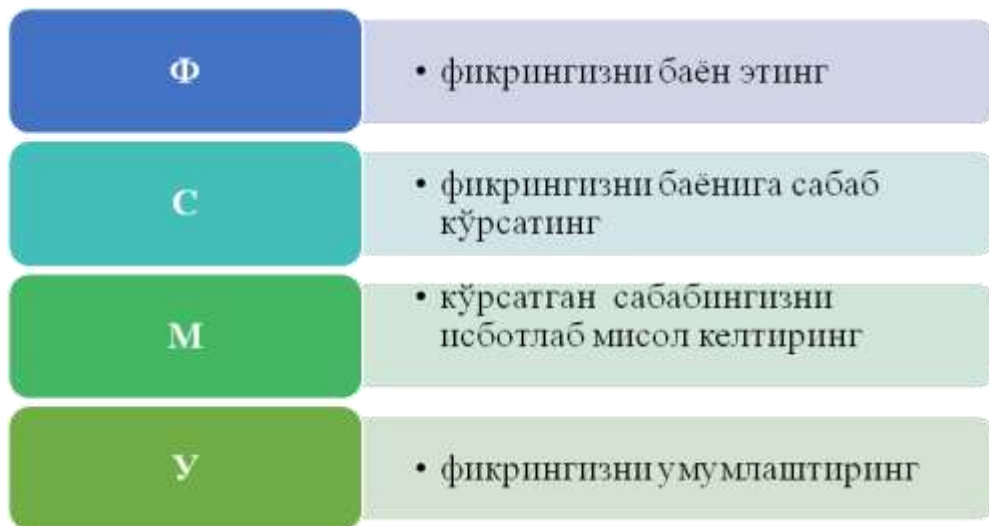 Ф
• фикрингизни баён этинг
С
• фикрингизни баёнига сабаб
кўрсатинг
М
• кўрсатган сабабингизни
исботлаб мисол келтиринг
У
• фикрингизни умумлаштиринг